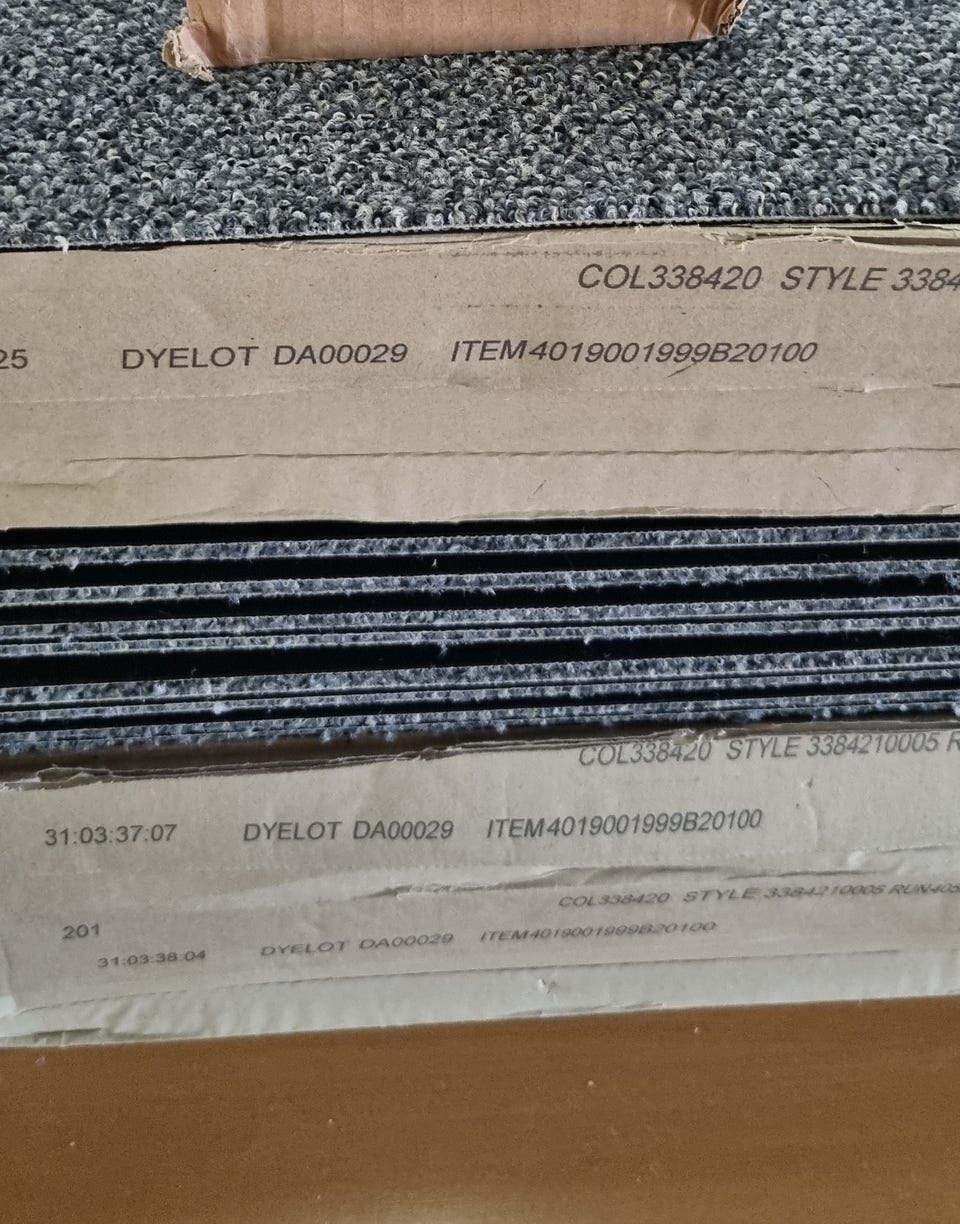 COL338420 STYLE 3384
25 DYELOT DA00029 ITEM4019001999B20100
COL338420 STYLE 3384210005 R
31:03:37:07 DYELOT DA00029 ITEM4019001999B20100
COL338420 STYLE 3384210005 RUN405
201
31:03:38:04 DYELOT DA00029 ITEM4019001999B20100